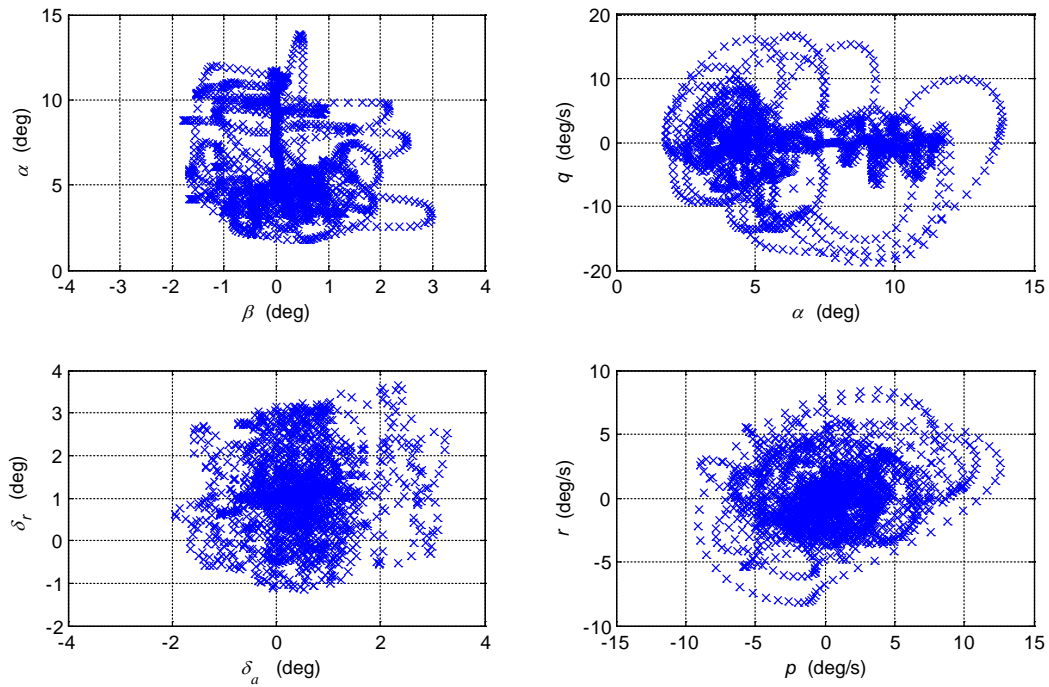 15
10
5
0
α (deg)
-4 -3 -2 -1 0 1 2 3 4
β (deg)
20
10
0
-10
-20
q (deg/s)
0 5 10 15
α (deg)
4
3
2
1
0
-1
-2
δr (deg)
-4 -2 0 2 4
δa (deg)
10
5
0
-5
-10
r (deg/s)
-15 -10 -5 0 5 10 15
p (deg/s)